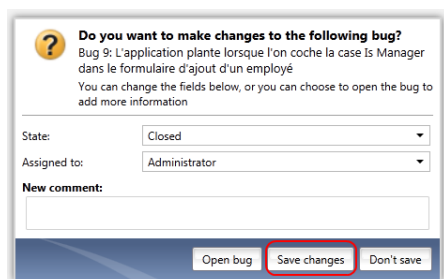 Do you want to make changes to the following bug?
Bug 9: L'application plante lorsque l'on coche la case Is Manager
dans le formulaire d'ajout d'un employé
You can change the fields below, or you can choose to open the bug to
add more information
State: Closed
Assigned to: Administrator
New comment:
Open bug Save changes Don't save